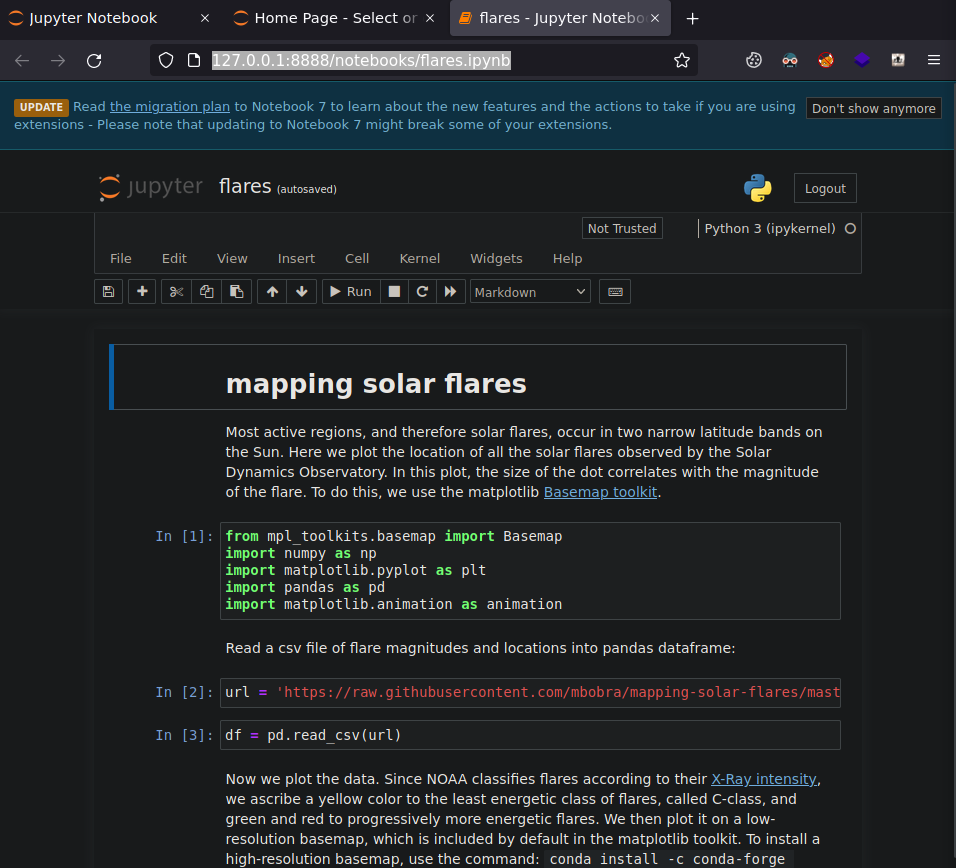 Jupyter Notebook
Home Page - Select or
flares - Jupyter Notebo
127.0.0.1:8888/notebooks/flares.ipynb
UPDATE Read the migration plan to Notebook 7 to learn about the new features and the actions to take if you are using
extensions - Please note that updating to Notebook 7 might break some of your extensions.
Don't show anymore
jupyter flares (autosaved)
Logout
Not Trusted
Python 3 (ipykernel)
File Edit View Insert Cell Kernel Widgets Help
Run
Markdown
mapping solar flares
Most active regions, and therefore solar flares, occur in two narrow latitude bands on
the Sun. Here we plot the location of all the solar flares observed by the Solar
Dynamics Observatory. In this plot, the size of the dot correlates with the magnitude
of the flare. To do this, we use the matplotlib Basemap toolkit.
In [1]: from mpl_toolkits.basemap import Basemap
import numpy as np
import matplotlib.pyplot as plt
import pandas as pd
import matplotlib.animation as animation
Read a csv file of flare magnitudes and locations into pandas dataframe:
In [2]: url = 'https://raw.githubusercontent.com/mbobra/mapping-solar-flares/mast
In [3]: df = pd.read_csv(url)
Now we plot the data. Since NOAA classifies flares according to their X-Ray intensity,
we ascribe a yellow color to the least energetic class of flares, called C-class, and
green and red to progressively more energetic flares. We then plot it on a low-
resolution basemap, which is included by default in the matplotlib toolkit. To install a
high-resolution basemap, use the command: conda install -c conda-forge